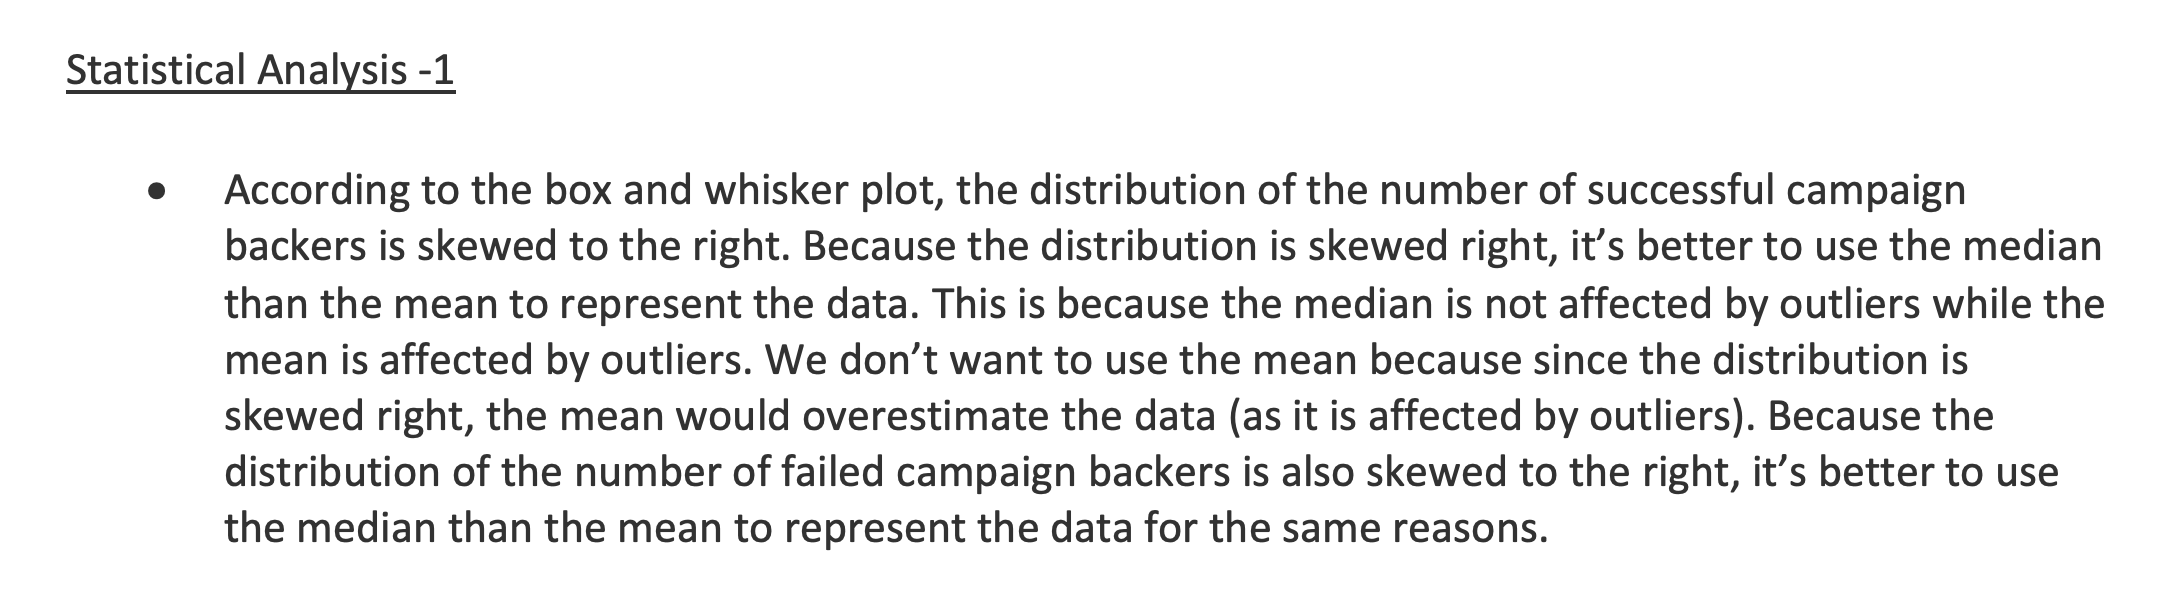 Statistical Analysis -1
• According to the box and whisker plot, the distribution of the number of successful campaign
backers is skewed to the right. Because the distribution is skewed right, it’s better to use the median
than the mean to represent the data. This is because the median is not affected by outliers while the
mean is affected by outliers. We don’t want to use the mean because since the distribution is
skewed right, the mean would overestimate the data (as it is affected by outliers). Because the
distribution of the number of failed campaign backers is also skewed to the right, it’s better to use
the median than the mean to represent the data for the same reasons.